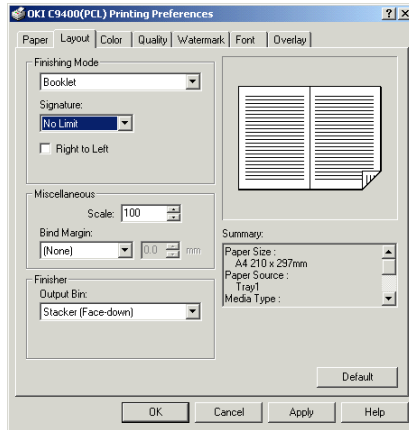 OKI C9400(PCL) Printing Preferences
Paper Layout Color Quality Watermark Font Overlay
Finishing Mode
Booklet
Signature:
No Limit
Right to Left
Miscellaneous
Scale: 100
Bind Margin:
(None) 0.0 mm
Finisher
Output Bin:
Stacker (Face-down)
Summary:
Paper Size :
A4 210 x 297mm
Paper Source :
Tray1
Media Type :
Default
OK Cancel Apply Help